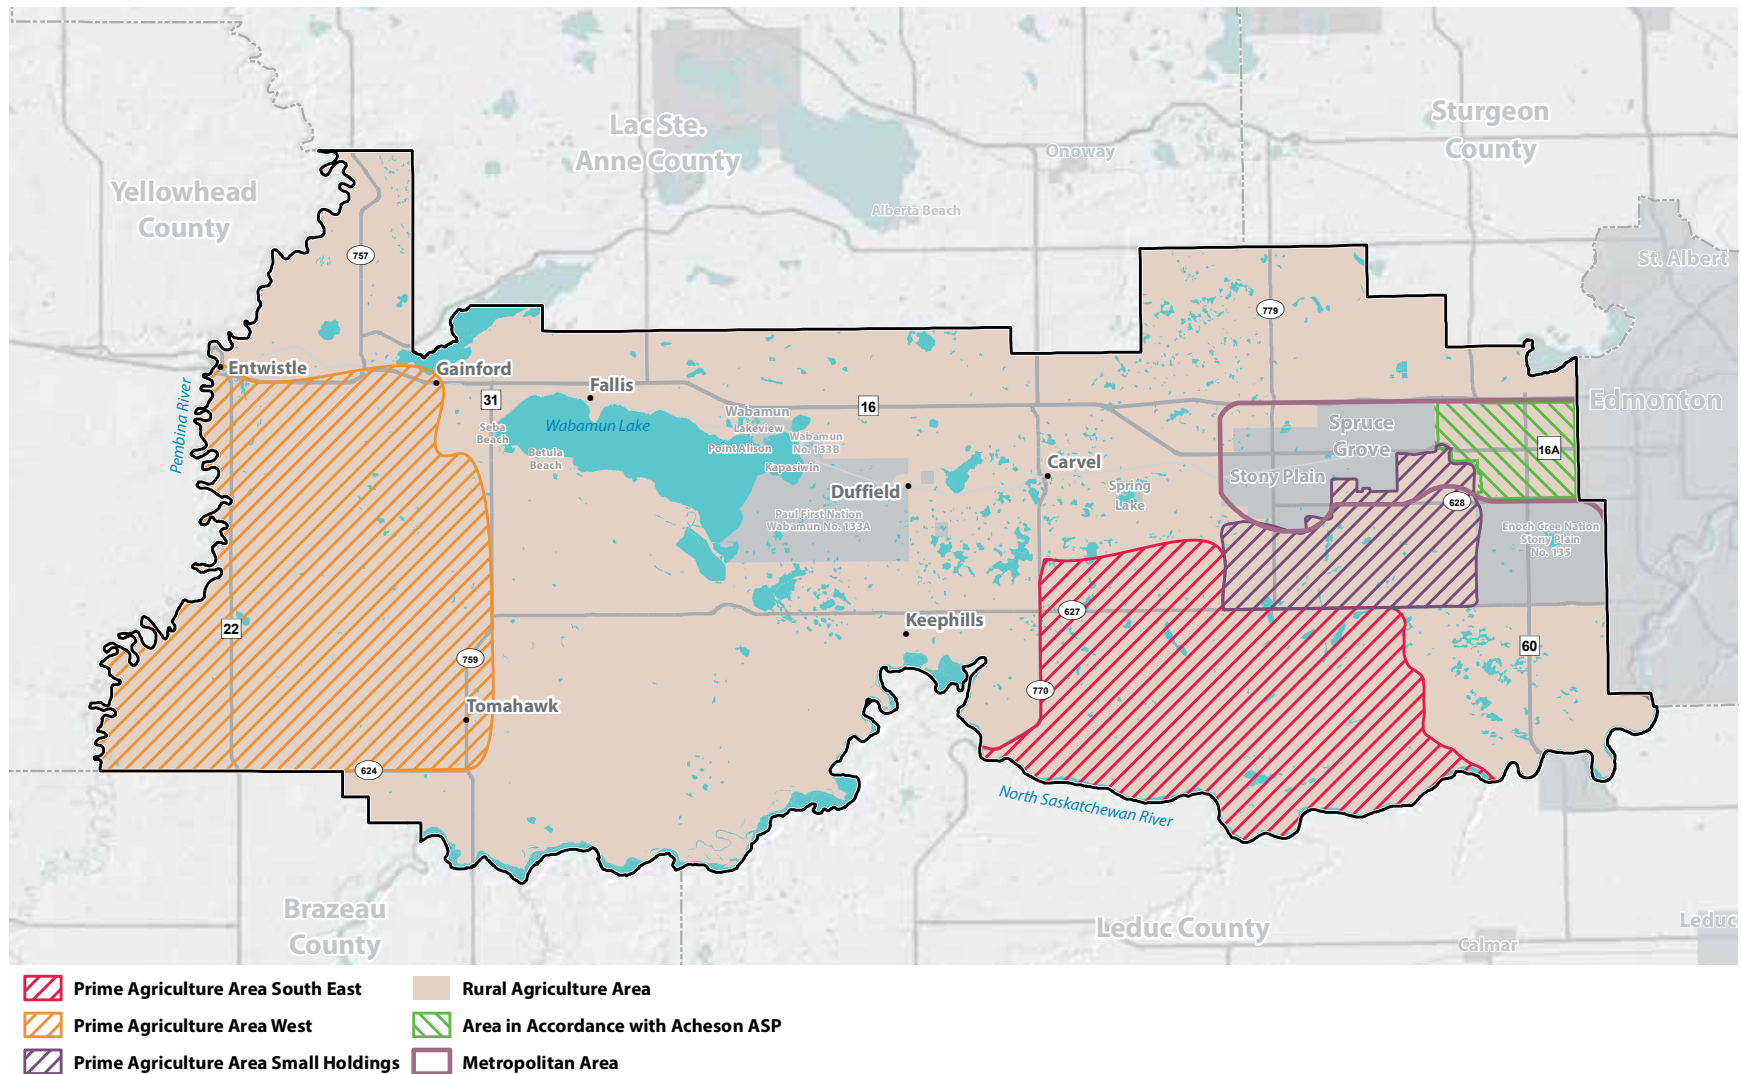 Lac Ste.
Anne County
Sturgeon
County
Onoway
Yellowhead
County
Alberta Beach
757
St. Albert
779
Entwistle
Gainford
Fallis
31
16
Edmonton
Pembina River
Seba
Beach
Wabamun Lake
Wabamun
Lakeview
Point Alison
Wabamun
No. 133B
Kapasiwin
Betula
Beach
Spruce
Grove
16A
Stony Plain
Carvel
Duffield
Spring
Lake
628
Paul First Nation
Wabamun No. 133A
Enoch Cree Nation
Stony Plain
No. 135
22
627
Keephills
759
60
770
Tomahawk
624
North Saskatchewan River
Brazeau
County
Leduc County
Leduc
Calmar
Prime Agriculture Area South East
Rural Agriculture Area
Prime Agriculture Area West
Area in Accordance with Acheson ASP
Prime Agriculture Area Small Holdings
Metropolitan Area